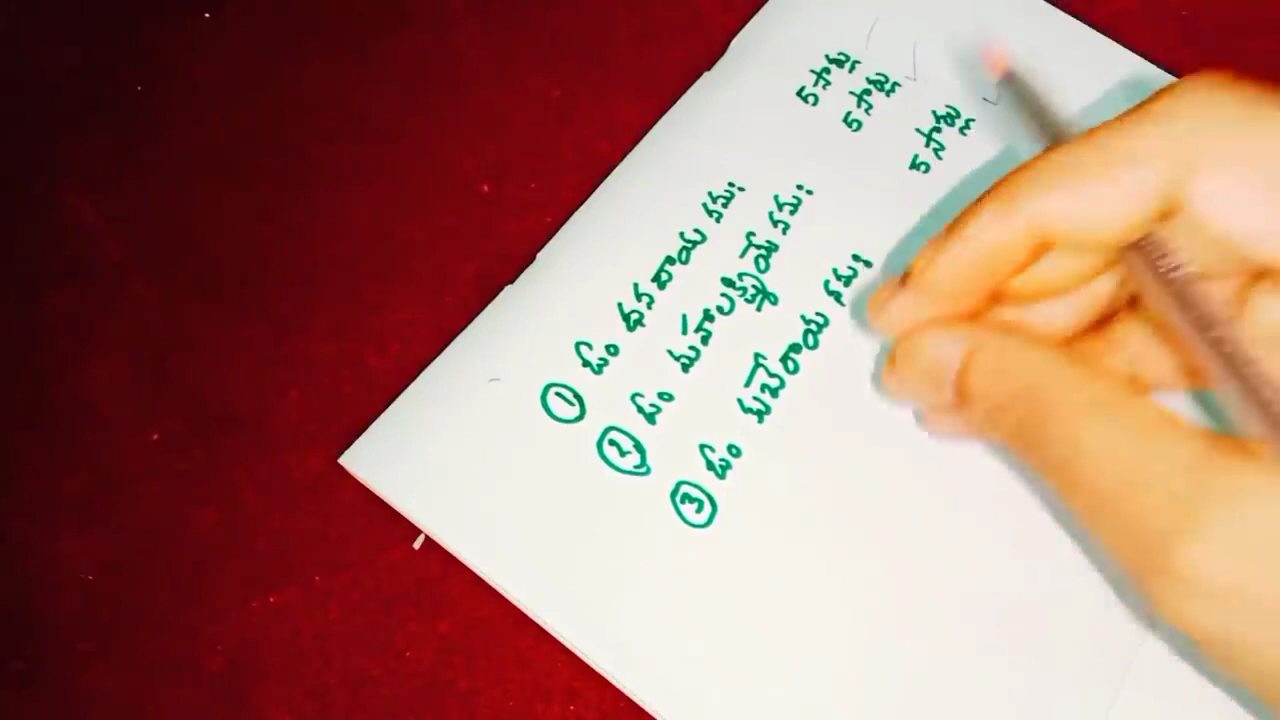 ① ఓం ధనదాయ నమః 5 సార్లు
② ఓం మహాలక్ష్మియే నమః 5 సార్లు
③ ఓం కుబేరాయ నమః 5 సార్లు